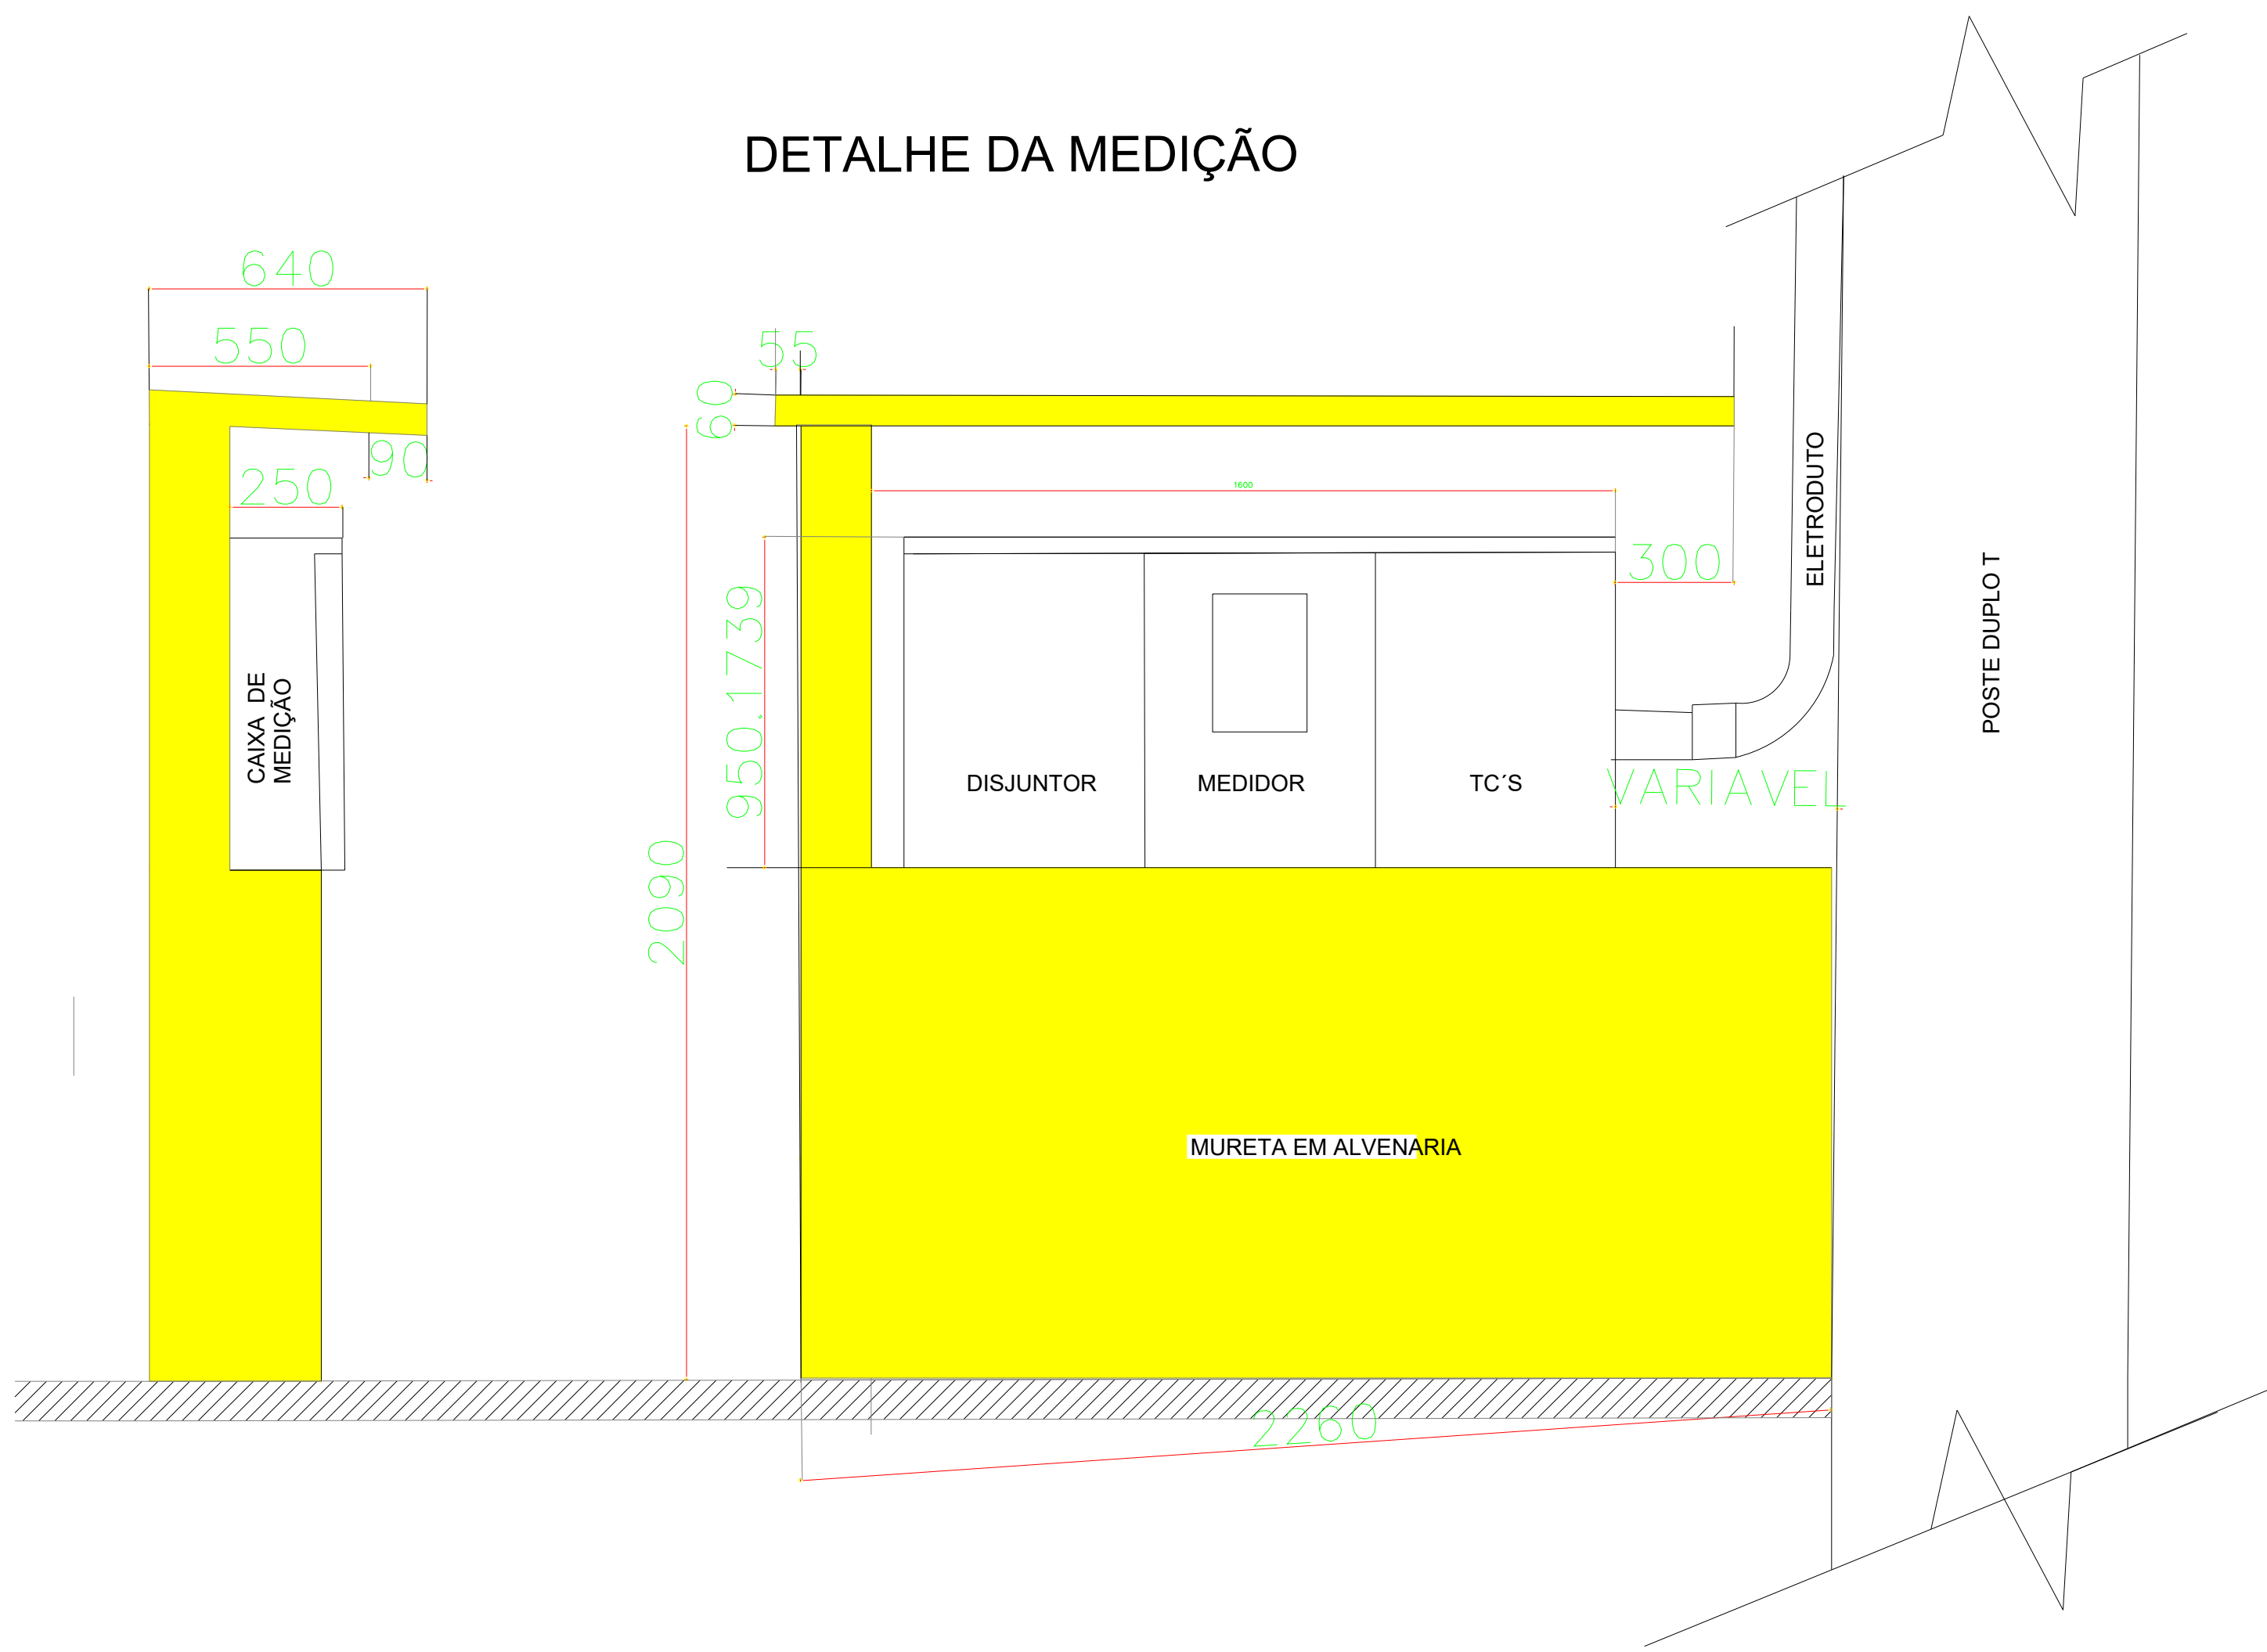 DETALHE DA MEDIÇÃO
640
550
90
250
CAIXA DE
MEDIÇÃO
55
60
1600
300
950.1739
2090
DISJUNTOR
MEDIDOR
TC´S
VARIAVEL
ELETRODUTO
POSTE DUPLO T
MURETA EM ALVENARIA
2260